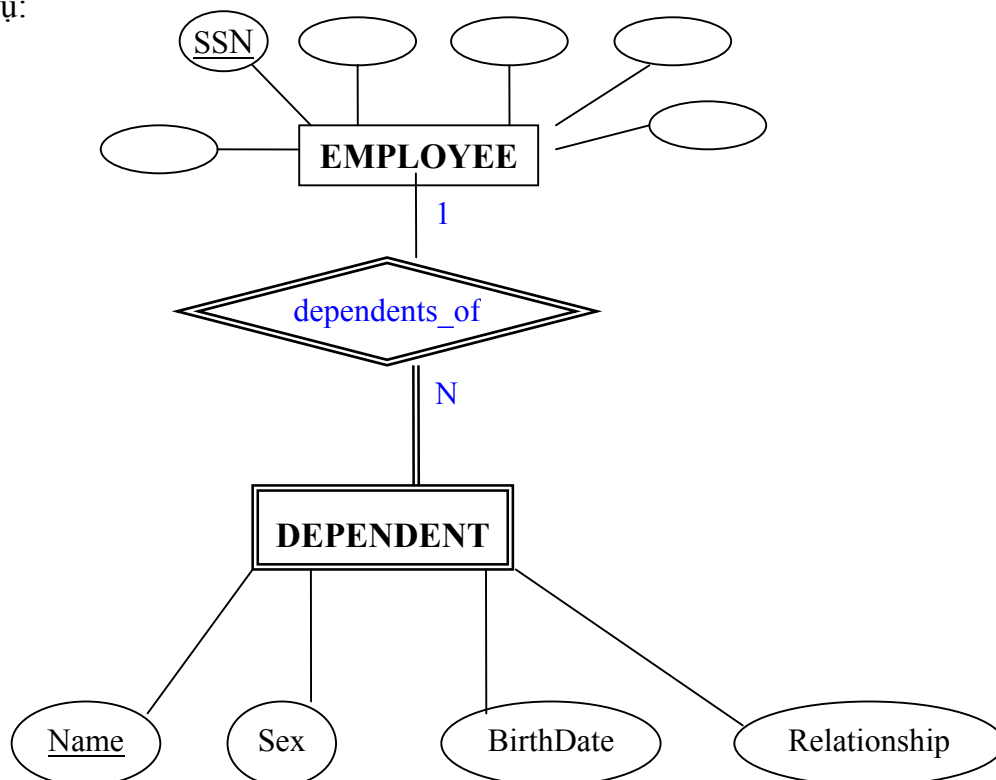 ụ:
SSN
EMPLOYEE
1
dependents_of
N
DEPENDENT
Name Sex BirthDate Relationship